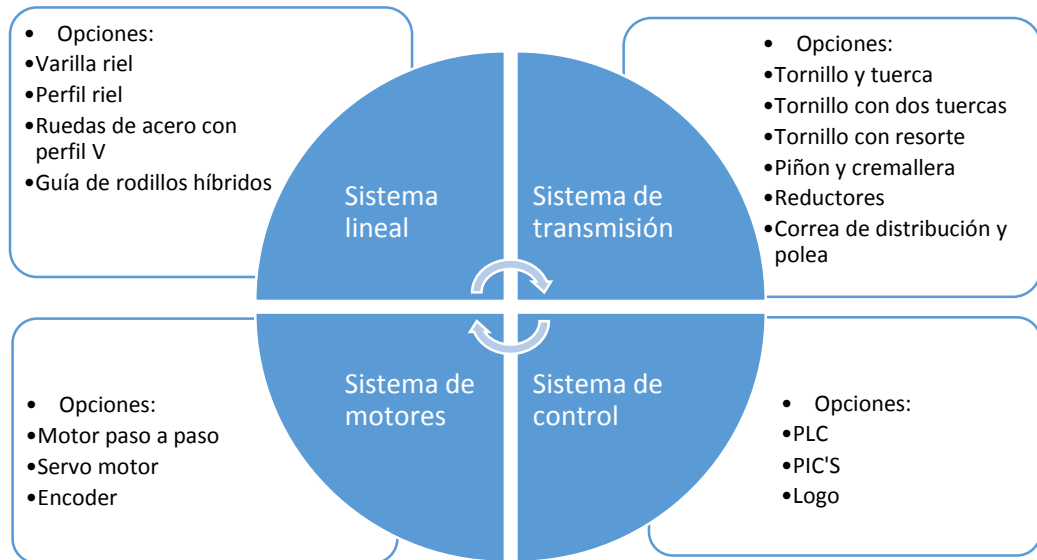 • Opciones:
•Varilla riel
•Perfil riel
•Ruedas de acero con
perfil V
•Guía de rodillos híbridos
• Opciones:
•Tornillo y tuerca
•Tornillo con dos tuercas
•Tornillo con resorte
•Piñon y cremallera
•Reductores
•Correa de distribución y
polea
Sistema
lineal
Sistema de
transmisión
Sistema de
motores
Sistema de
control
• Opciones:
•Motor paso a paso
•Servo motor
•Encoder
• Opciones:
•PLC
•PIC'S
•Logo